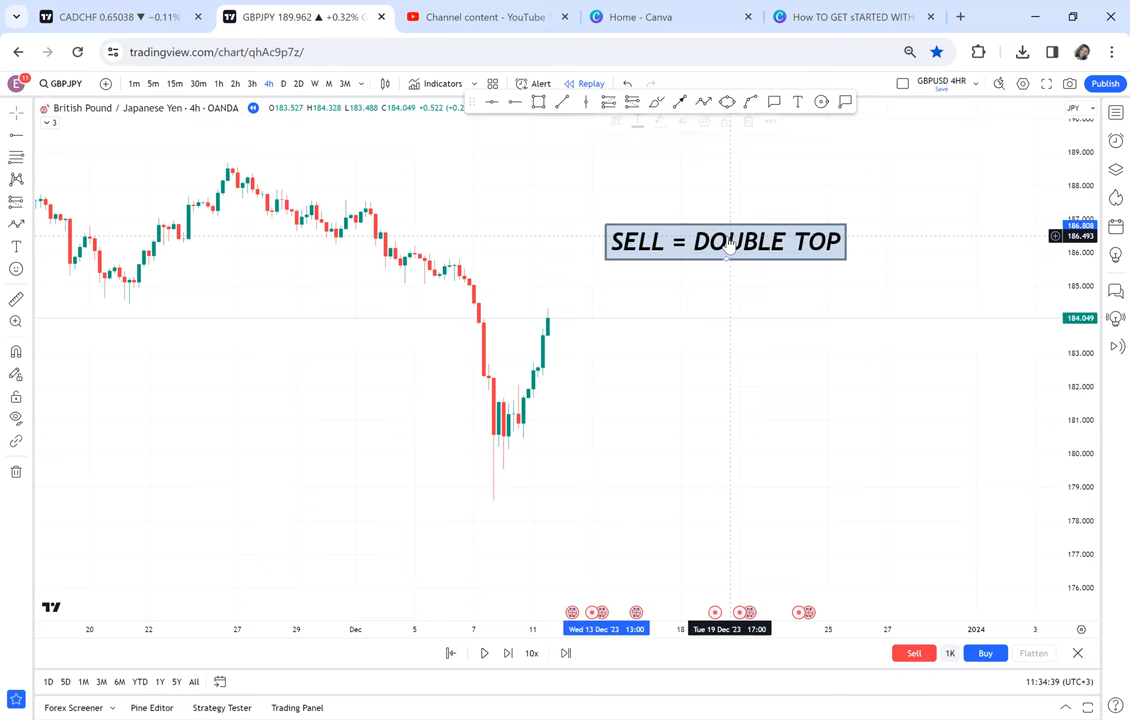 CADCHF 0.65038 ▼ −0.11%
GBPJPY 189.962 ▲ +0.32%
Channel content - YouTube
Home - Canva
How TO GET sTARTED WITH
tradingview.com/chart/qhAc9p7z/
E 11 GBPJPY 1m 5m 15m 30m 1h 2h 3h 4h D 2D W M 3M Indicators Alert Replay GBPUSD 4HR Save Publish
British Pound / Japanese Yen · 4h · OANDA O183.527 H184.328 L183.488 C184.049 +0.522
JPY
3
190.000
189.000
188.000
187.000
186.808
186.493
186.000
185.000
184.049
183.000
182.000
181.000
180.000
179.000
178.000
177.000
176.000
SELL = DOUBLE TOP
20 22 27 29 Dec 5 7 11 Wed 13 Dec '23 13:00 18 Tue 19 Dec '23 17:00 25 27 2024 3
10x Sell 1K Buy Flatten
1D 5D 1M 3M 6M YTD 1Y 5Y All 11:34:39 (UTC+3)
Forex Screener Pine Editor Strategy Tester Trading Panel